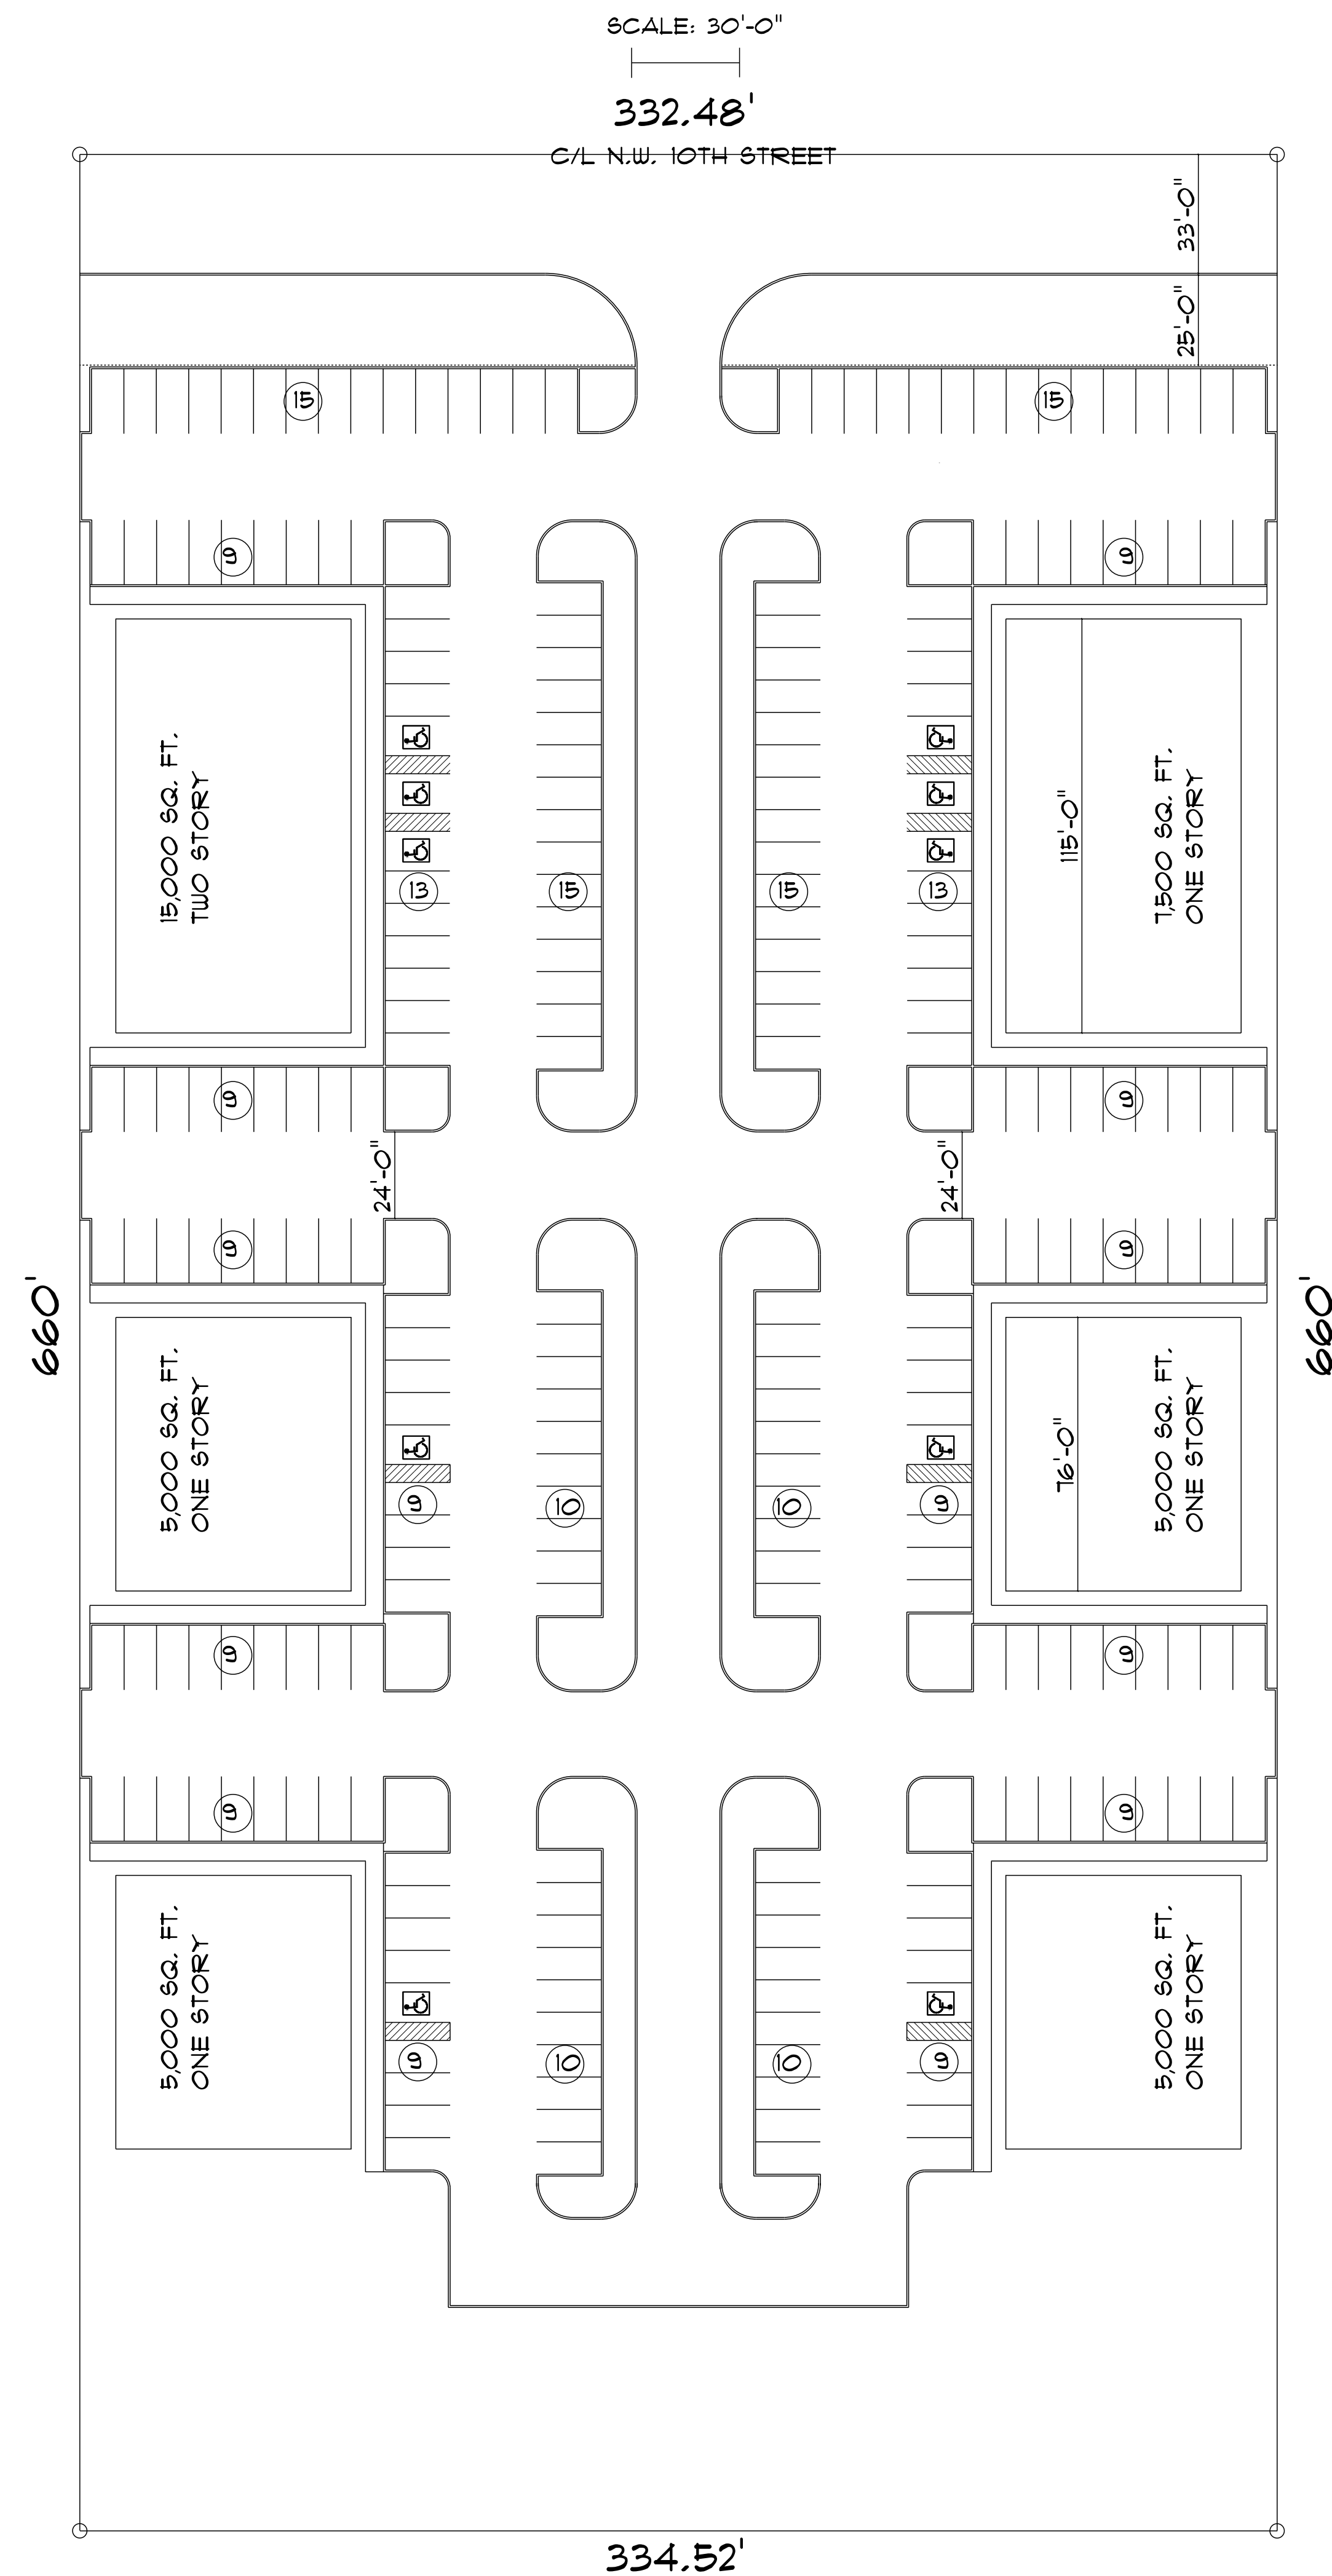 SCALE: 30'-0"
332.48'
C/L N.W. 10TH STREET
33'-0"
25'-0"
15
15
9
9
15,000 SQ. FT.
TWO STORY
13
15
15
13
115'-0"
7,500 SQ. FT.
ONE STORY
9
9
24'-0"
24'-0"
9
9
660'
660'
5,000 SQ. FT.
ONE STORY
9
10
10
9
76'-0"
5,000 SQ. FT.
ONE STORY
9
9
9
9
5,000 SQ. FT.
ONE STORY
9
10
10
9
5,000 SQ. FT.
ONE STORY
334.52'